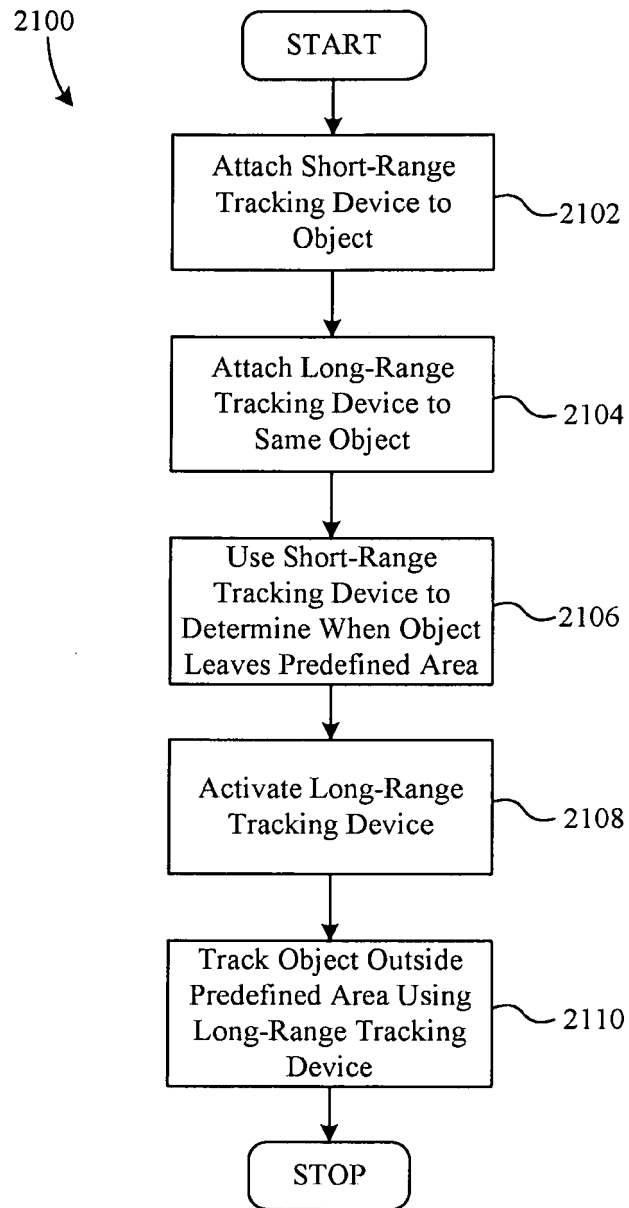 2100
START
Attach Short-Range
Tracking Device to
Object
2102
Attach Long-Range
Tracking Device to
Same Object
2104
Use Short-Range
Tracking Device to
Determine When Object
Leaves Predefined Area
2106
Activate Long-Range
Tracking Device
2108
Track Object Outside
Predefined Area Using
Long-Range Tracking
Device
2110
STOP